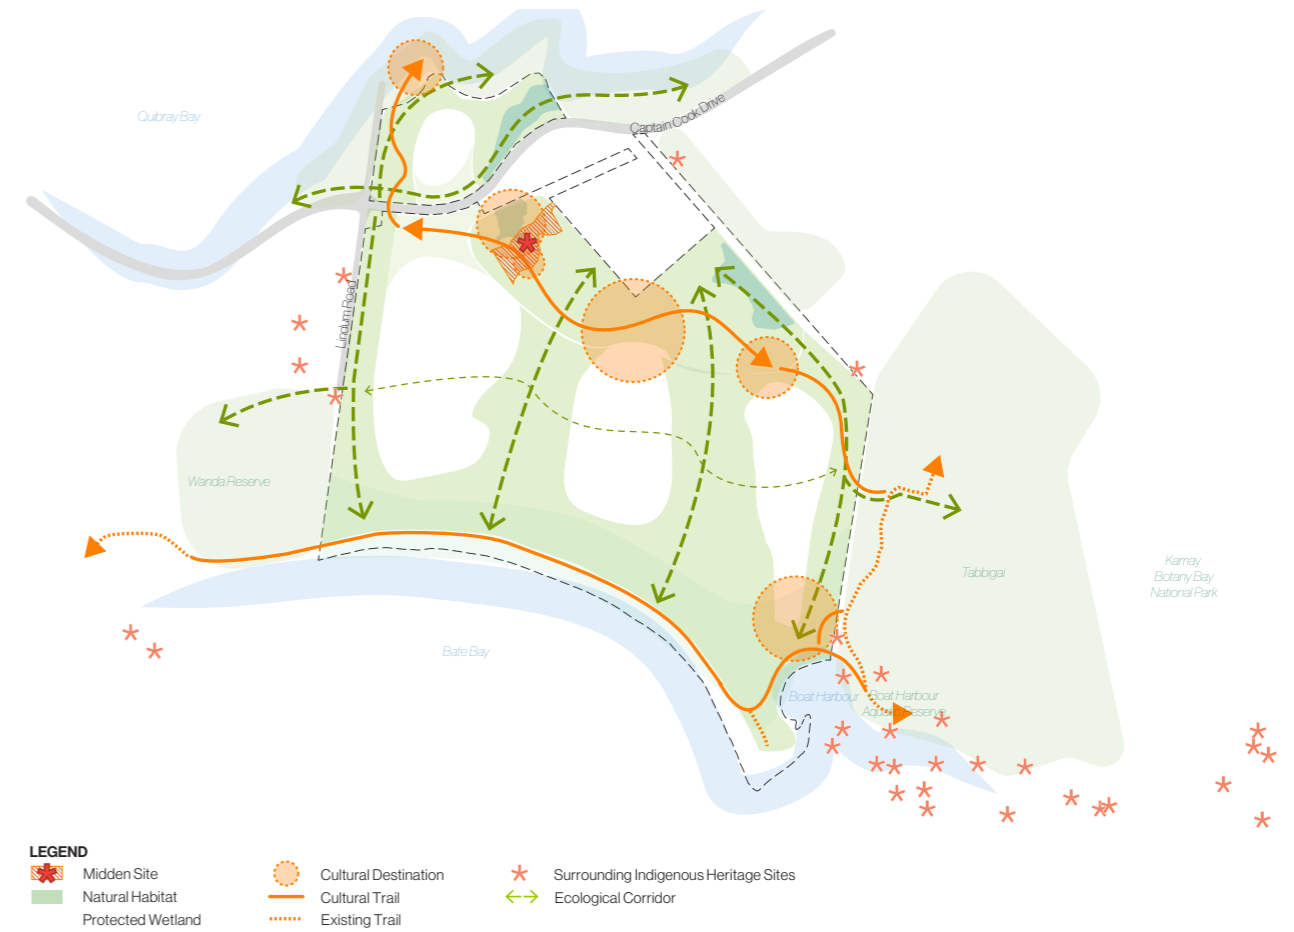 Quibray Bay
Captain Cook Drive
Lindum Road
Wanda Reserve
Tabbigai
Kamay
Botany Bay
National Park
Bate Bay
Boat Harbour
Boat Harbour
Aquatic Reserve
LEGEND
Midden Site
Natural Habitat
Protected Wetland
Cultural Destination
Cultural Trail
Existing Trail
Surrounding Indigenous Heritage Sites
Ecological Corridor